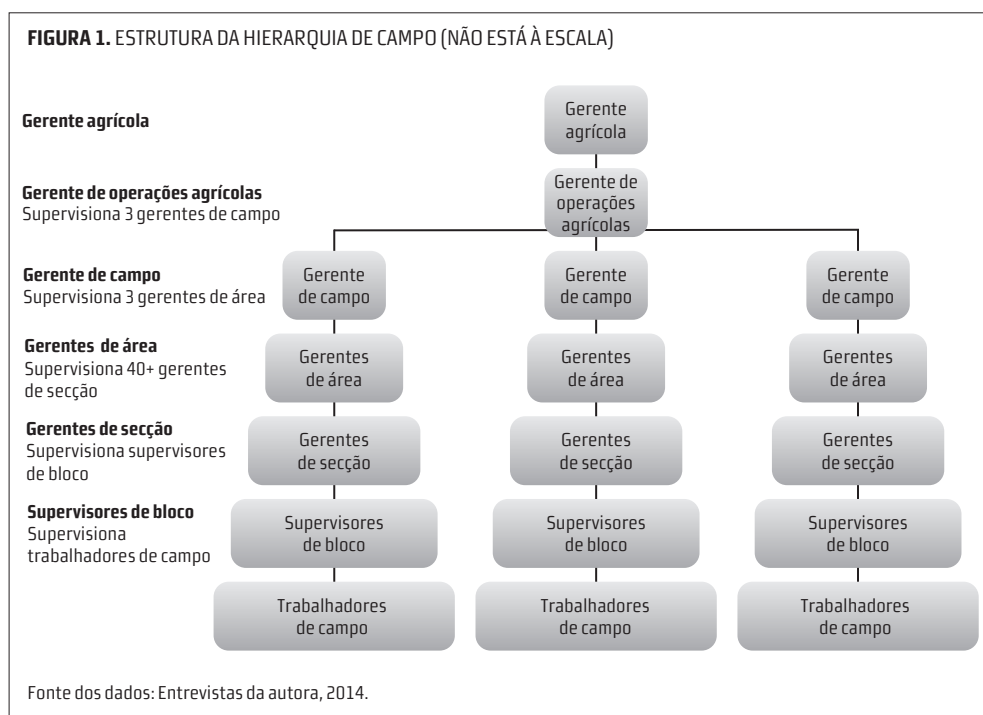 FIGURA 1. ESTRUTURA DA HIERARQUIA DE CAMPO (NÃO ESTÁ À ESCALA)
Gerente agrícola
Gerente
agrícola
Gerente de operações agrícolas
Supervisiona 3 gerentes de campo
Gerente de
operações
agrícolas
Gerente de campo
Supervisiona 3 gerentes de área
Gerente
de campo
Gerente
de campo
Gerente
de campo
Gerentes de área
Supervisiona 40+ gerentes
de secção
Gerentes
de área
Gerentes
de área
Gerentes
de área
Gerentes de secção
Supervisiona supervisores
de bloco
Gerentes
de secção
Gerentes
de secção
Gerentes
de secção
Supervisores de bloco
Supervisiona
trabalhadores de campo
Supervisores
de bloco
Supervisores
de bloco
Supervisores
de bloco
Trabalhadores
de campo
Trabalhadores
de campo
Trabalhadores
de campo
Fonte dos dados: Entrevistas da autora, 2014.